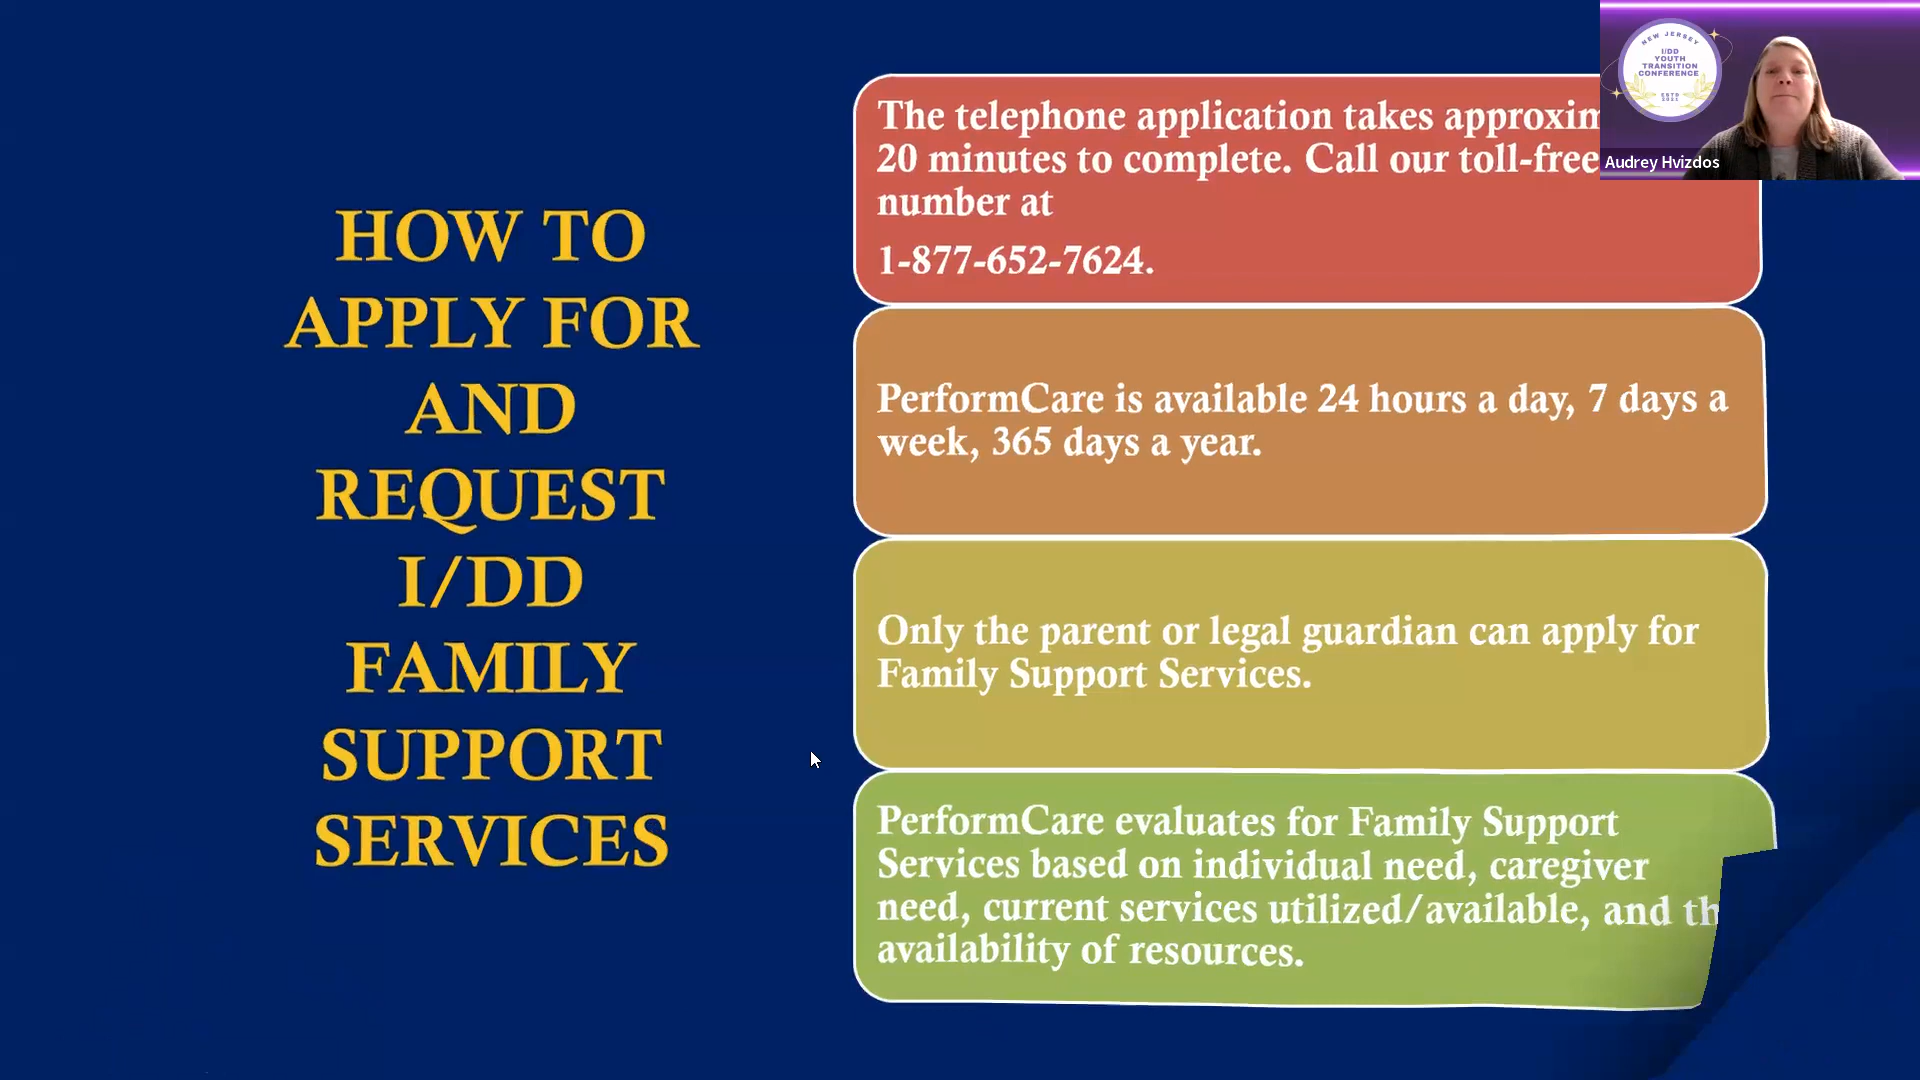 HOW TO
APPLY FOR
AND
REQUEST
I/DD
FAMILY
SUPPORT
SERVICES
The telephone application takes
20 minutes to complete. Call our toll-free
number at
1-877-652-7624.
PerformCare is available 24 hours a day, 7 days a
week, 365 days a year.
Only the parent or legal guardian can apply for
Family Support Services.
PerformCare evaluates for Family Support
Services based on individual need, caregiver
need, current services utilized/available, and
availability of resources.
NEW JERSEY
I/DD
YOUTH
TRANSITION
CONFERENCE
ESTD
Audrey Hvizdos